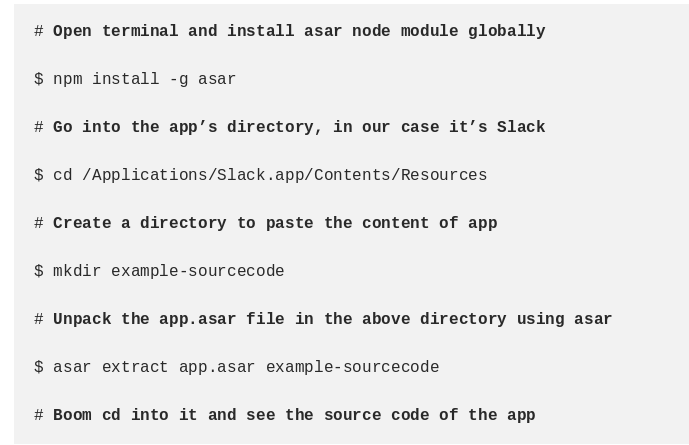 # Open terminal and install asar node module globally
$ npm install -g asar
# Go into the app’s directory, in our case it’s Slack
$ cd /Applications/Slack.app/Contents/Resources
# Create a directory to paste the content of app
$ mkdir example-sourcecode
# Unpack the app.asar file in the above directory using asar
$ asar extract app.asar example-sourcecode
# Boom cd into it and see the source code of the app